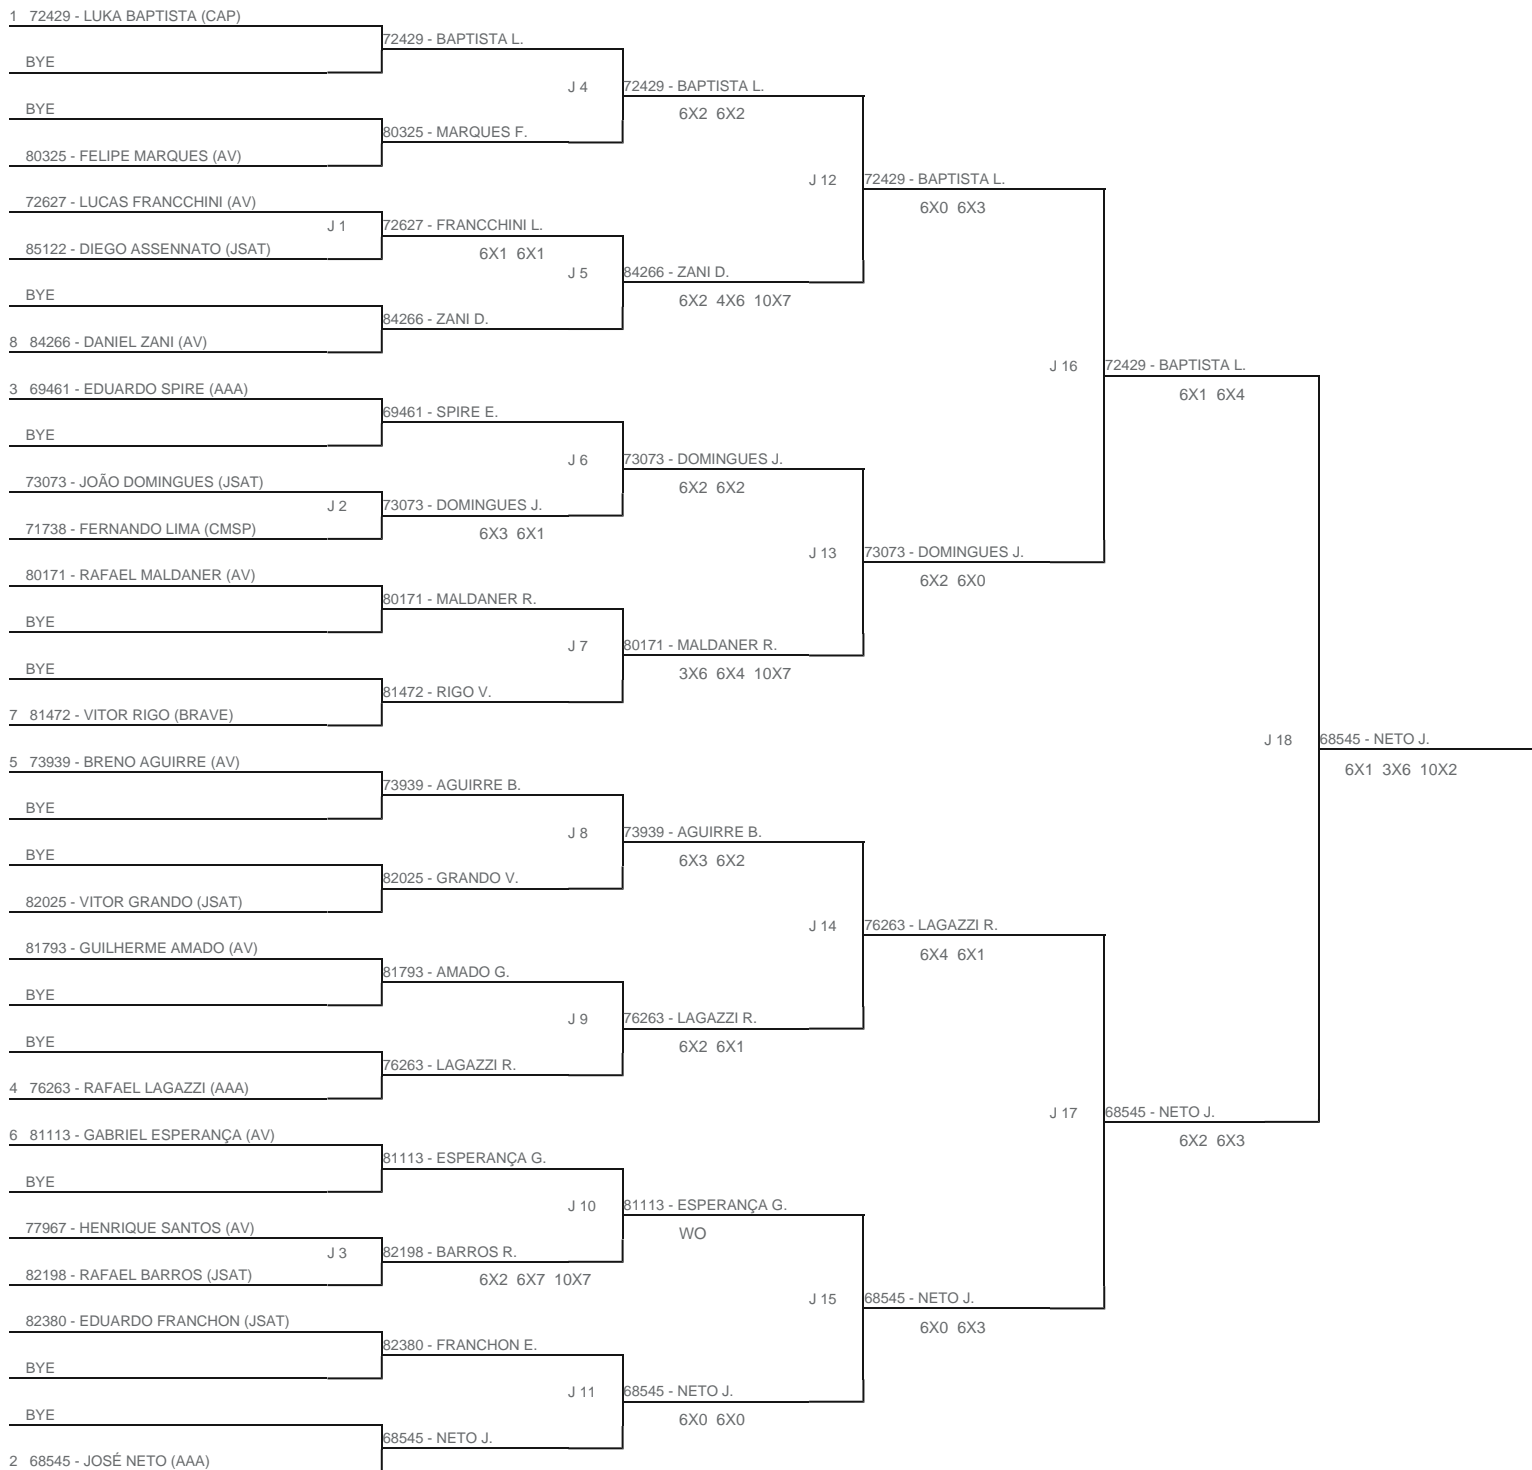 1 72429 - LUKA BAPTISTA (CAP)
72429 - BAPTISTA L.
BYE
J 4
72429 - BAPTISTA L.
6X2 6X2
BYE
80325 - MARQUES F.
80325 - FELIPE MARQUES (AV)
J 12
72429 - BAPTISTA L.
6X0 6X3
72627 - LUCAS FRANCCHINI (AV)
J 1
72627 - FRANCCHINI L.
6X1 6X1
85122 - DIEGO ASSENNATO (JSAT)
J 5
84266 - ZANI D.
6X2 4X6 10X7
BYE
84266 - ZANI D.
8 84266 - DANIEL ZANI (AV)
J 16
72429 - BAPTISTA L.
6X1 6X4
3 69461 - EDUARDO SPIRE (AAA)
69461 - SPIRE E.
BYE
J 6
73073 - DOMINGUES J.
6X2 6X2
73073 - JOÃO DOMINGUES (JSAT)
J 2
73073 - DOMINGUES J.
6X3 6X1
71738 - FERNANDO LIMA (CMSP)
J 13
73073 - DOMINGUES J.
6X2 6X0
80171 - RAFAEL MALDANER (AV)
80171 - MALDANER R.
BYE
J 7
80171 - MALDANER R.
3X6 6X4 10X7
BYE
81472 - RIGO V.
7 81472 - VITOR RIGO (BRAVE)
J 18
68545 - NETO J.
6X1 3X6 10X2
5 73939 - BRENO AGUIRRE (AV)
73939 - AGUIRRE B.
BYE
J 8
73939 - AGUIRRE B.
6X3 6X2
BYE
82025 - GRANDO V.
82025 - VITOR GRANDO (JSAT)
J 14
76263 - LAGAZZI R.
6X4 6X1
81793 - GUILHERME AMADO (AV)
81793 - AMADO G.
BYE
J 9
76263 - LAGAZZI R.
6X2 6X1
BYE
76263 - LAGAZZI R.
4 76263 - RAFAEL LAGAZZI (AAA)
J 17
68545 - NETO J.
6X2 6X3
6 81113 - GABRIEL ESPERANÇA (AV)
81113 - ESPERANÇA G.
BYE
J 10
81113 - ESPERANÇA G.
WO
77967 - HENRIQUE SANTOS (AV)
J 3
82198 - BARROS R.
6X2 6X7 10X7
82198 - RAFAEL BARROS (JSAT)
J 15
68545 - NETO J.
6X0 6X3
82380 - EDUARDO FRANCHON (JSAT)
82380 - FRANCHON E.
BYE
J 11
68545 - NETO J.
6X0 6X0
BYE
68545 - NETO J.
2 68545 - JOSÉ NETO (AAA)